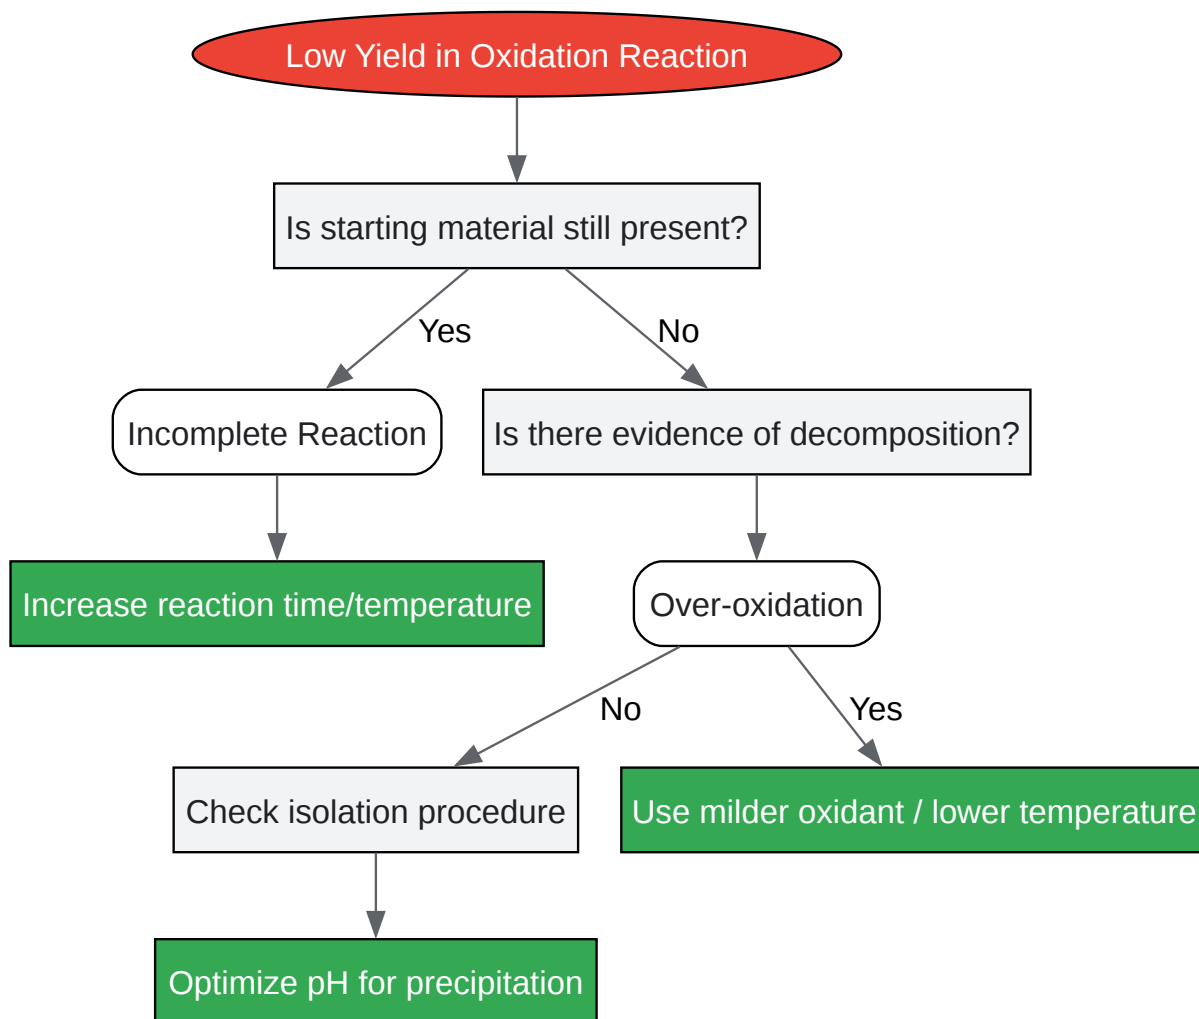 Low Yield in Oxidation Reaction
Is starting material still present?
Yes
No
Incomplete Reaction
Is there evidence of decomposition?
Increase reaction time/temperature
Over-oxidation
No
Yes
Check isolation procedure
Use milder oxidant / lower temperature
Optimize pH for precipitation